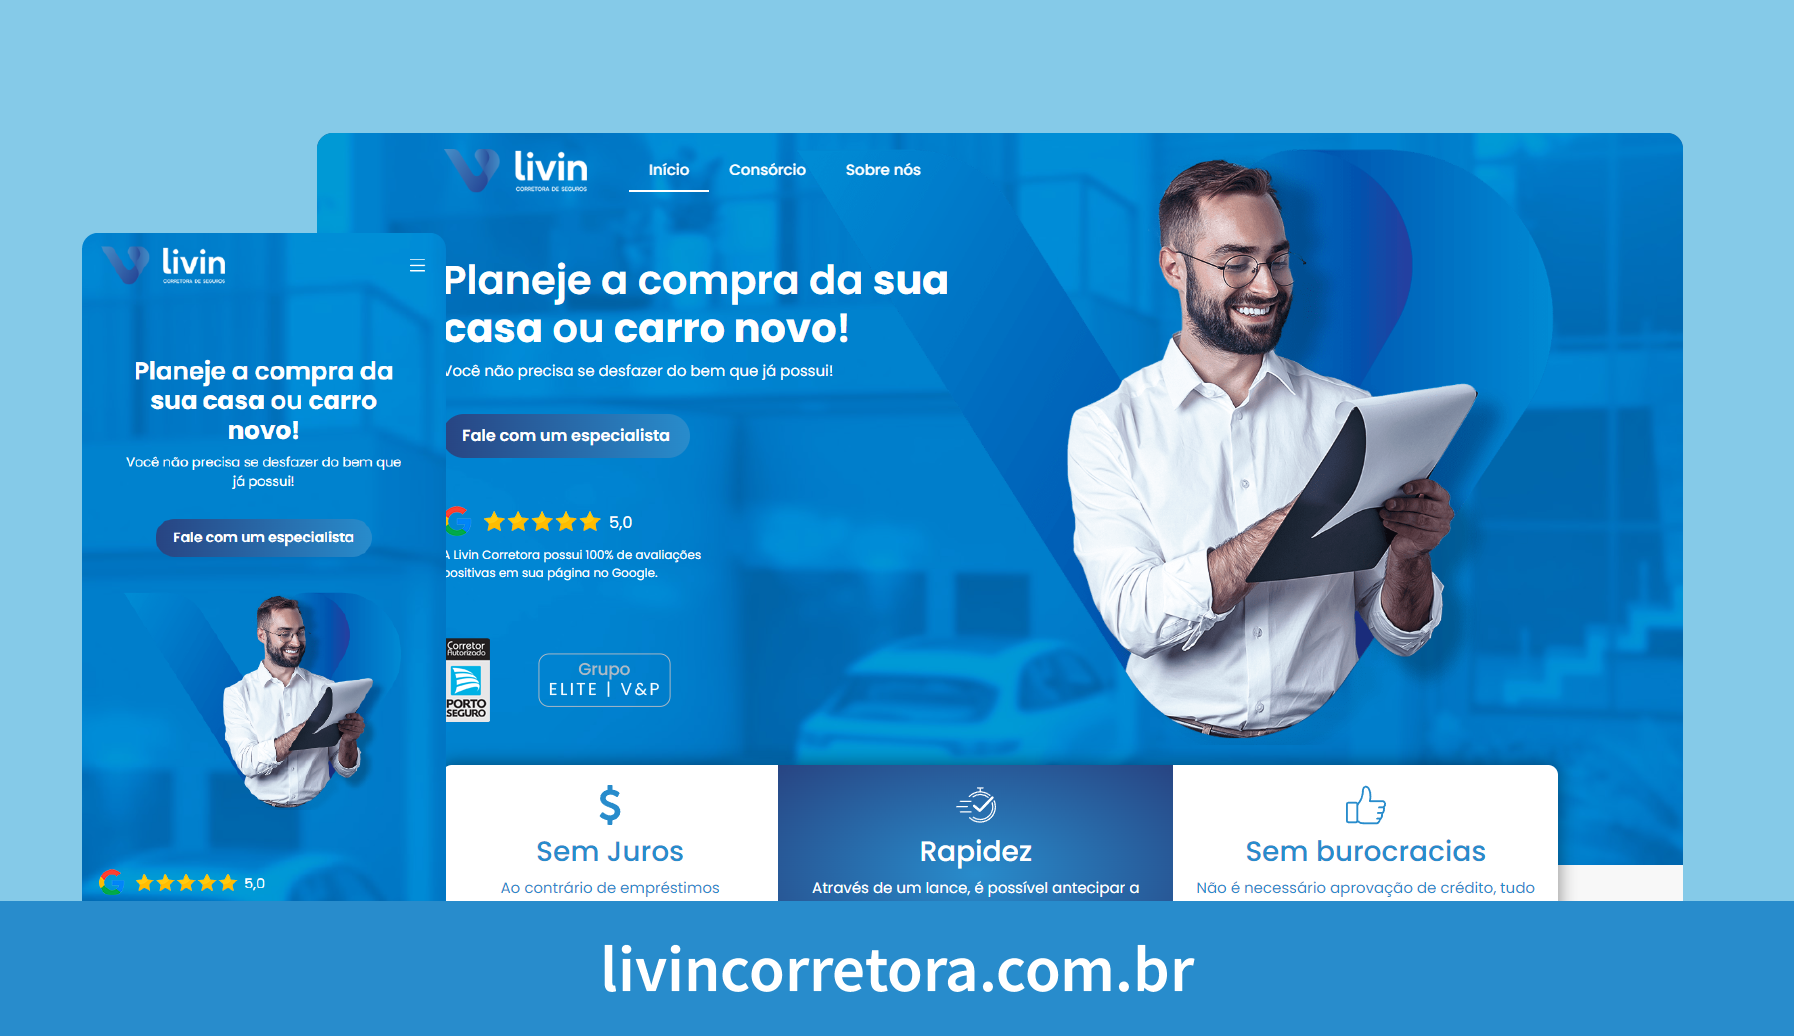 livin
CORRETORA DE SEGUROS
Início
Consórcio
Sobre nós
Planeje a compra da sua
casa ou carro novo!
Você não precisa se desfazer do bem que já possui!
Fale com um especialista
5,0
A Livin Corretora possui 100% de avaliações
positivas em sua página no Google.
Corretor
Autorizado
PORTO
SEGURO
Grupo
ELITE | V&P
Sem Juros
Ao contrário de empréstimos
Rapidez
Através de um lance, é possível antecipar a
Sem burocracias
Não é necessário aprovação de crédito, tudo
livin
CORRETORA DE SEGUROS
Planeje a compra da
sua casa ou carro
novo!
Você não precisa se desfazer do bem que
já possui!
Fale com um especialista
5,0
livincorretora.com.br